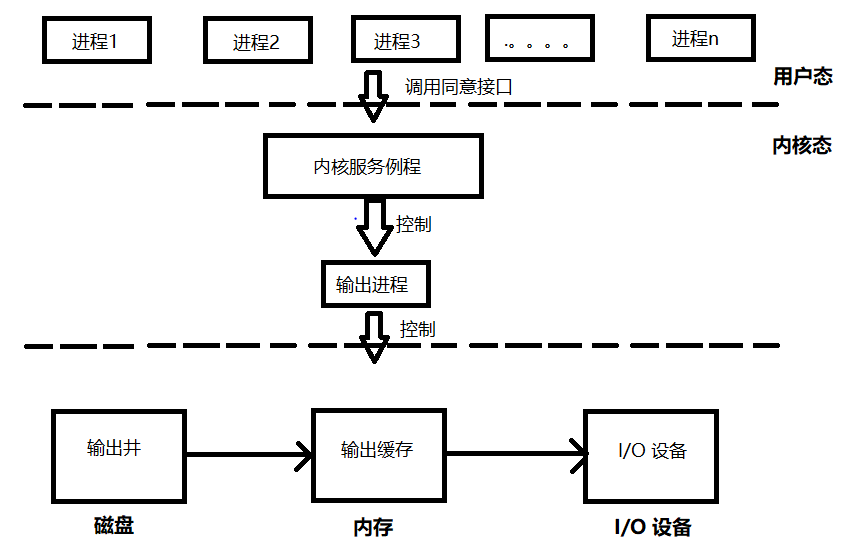 进程1
进程2
进程3
.。。。。
进程n
用户态
调用同意接口
内核态
内核服务例程
控制
输出进程
控制
输出井
输出缓存
I/O 设备
磁盘
内存
I/O 设备